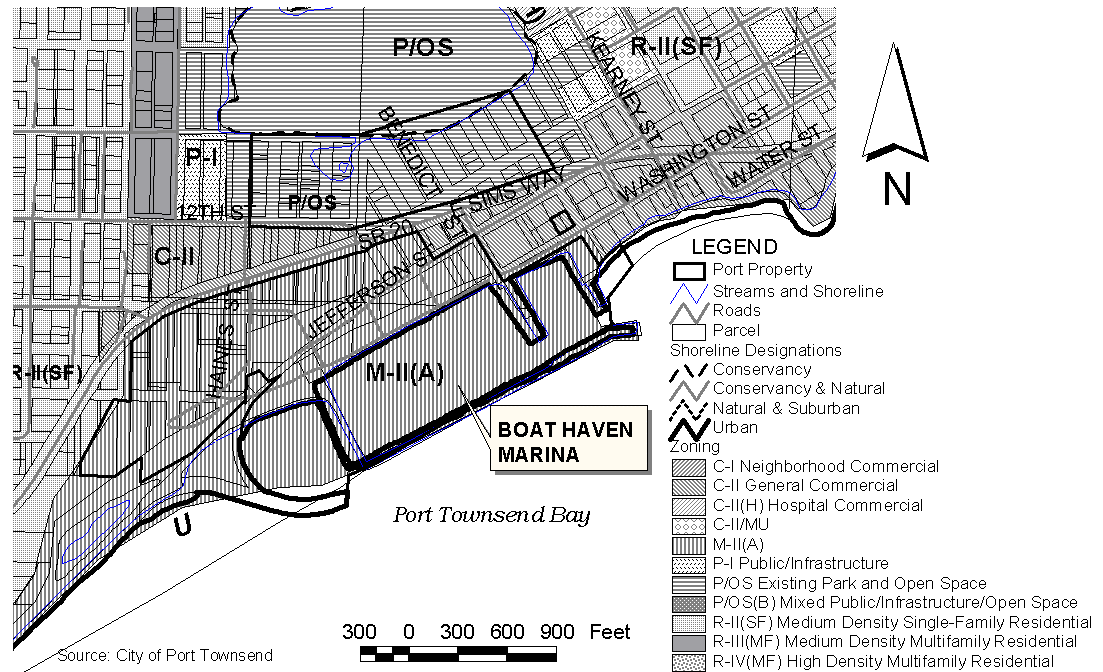 P/OS
R-II(SF)
KEARNEY ST
BENEDICT
WASHINGTON ST
WATER ST
P-I
P/OS
12TH ST
SIMS WAY
SR 20
C-II
JEFFERSON ST
HAINES ST
R-II(SF)
M-II(A)
BOAT HAVEN
MARINA
Port Townsend Bay
U
N
LEGEND
Port Property
Streams and Shoreline
Roads
Parcel
Shoreline Designations
Conservancy
Conservancy & Natural
Natural & Suburban
Urban
Zoning
C-I Neighborhood Commercial
C-II General Commercial
C-II(H) Hospital Commercial
C-II/MU
M-II(A)
P-I Public/Infrastructure
P/OS Existing Park and Open Space
P/OS(B) Mixed Public/Infrastructure/Open Space
R-II(SF) Medium Density Single-Family Residential
R-III(MF) Medium Density Multifamily Residential
R-IV(MF) High Density Multifamily Residential
300 0 300 600 900 Feet
Source: City of Port Townsend